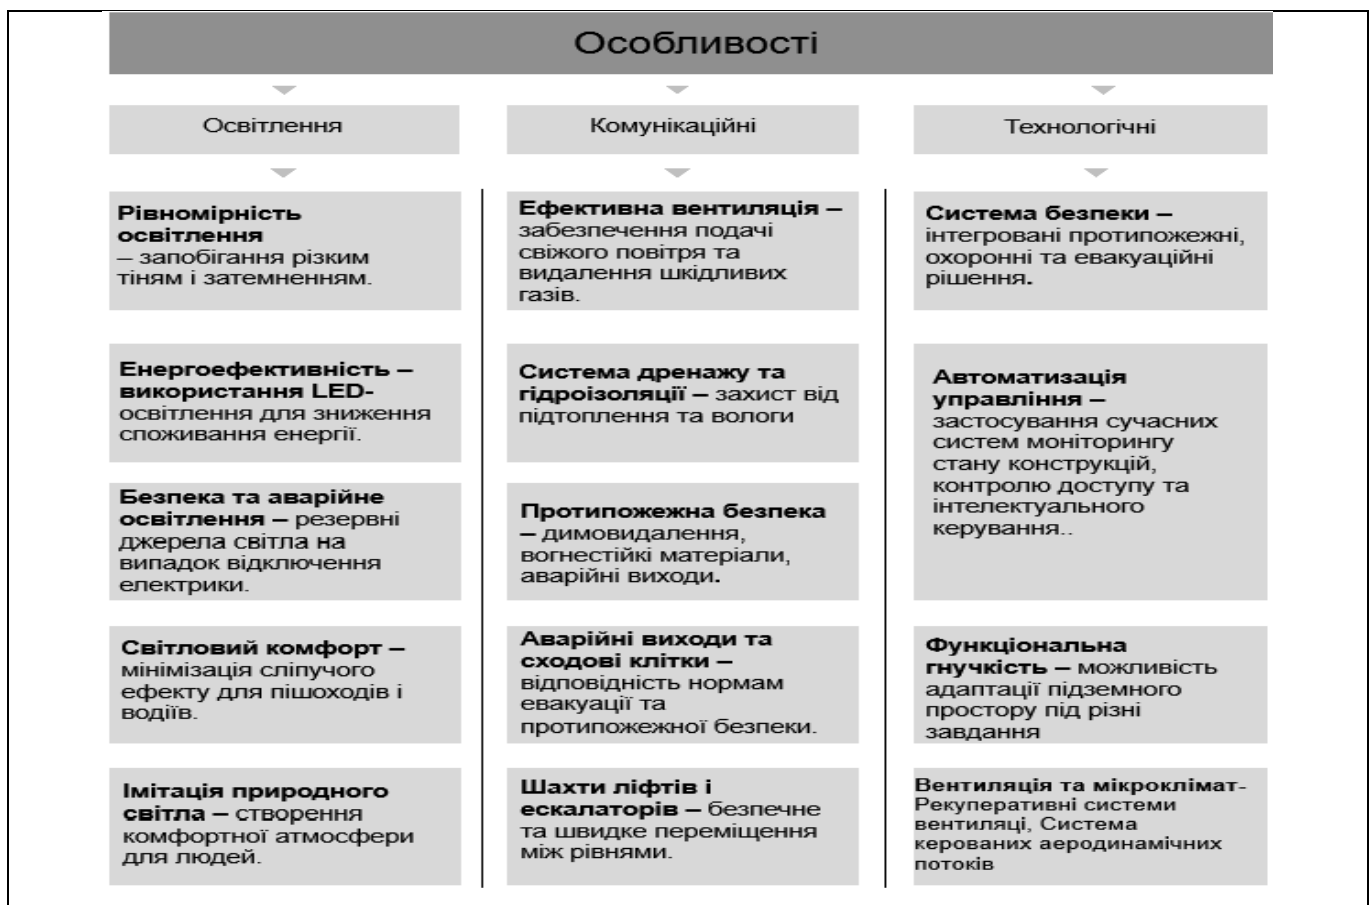 Особливості
Освітлення
Комунікаційні
Технологічні
Рівномірність
освітлення
– запобігання різким
тіням і затемненням.
Енергоефективність –
використання LED-
освітлення для зниження
споживання енергії.
Безпека та аварійне
освітлення – резервні
джерела світла на
випадок відключення
електрики.
Світловий комфорт –
мінімізація сліпучого
ефекту для пішоходів і
водіїв.
Імітація природного
світла – створення
комфортної атмосфери
для людей.
Ефективна вентиляція –
забезпечення подачі
свіжого повітря та
видалення шкідливих
газів.
Система дренажу та
гідроізоляції – захист від
підтоплення та вологи
Протипожежна безпека
– димовидалення,
вогнестійкі матеріали,
аварійні виходи.
Аварійні виходи та
сходові клітки –
відповідність нормам
евакуації та
протипожежної безпеки.
Шахти ліфтів і
ескалаторів – безпечне
та швидке переміщення
між рівнями.
Система безпеки –
інтегровані протипожежні,
охоронні та евакуаційні
рішення.
Автоматизація
управління –
застосування сучасних
систем моніторингу
стану конструкцій,
контролю доступу та
інтелектуального
керування..
Функціональна
гнучкість – можливість
адаптації підземного
простору під різні
завдання
Вентиляція та мікроклімат-
Рекуперативні системи
вентиляці, Система
керованих аеродинамічних
потоків